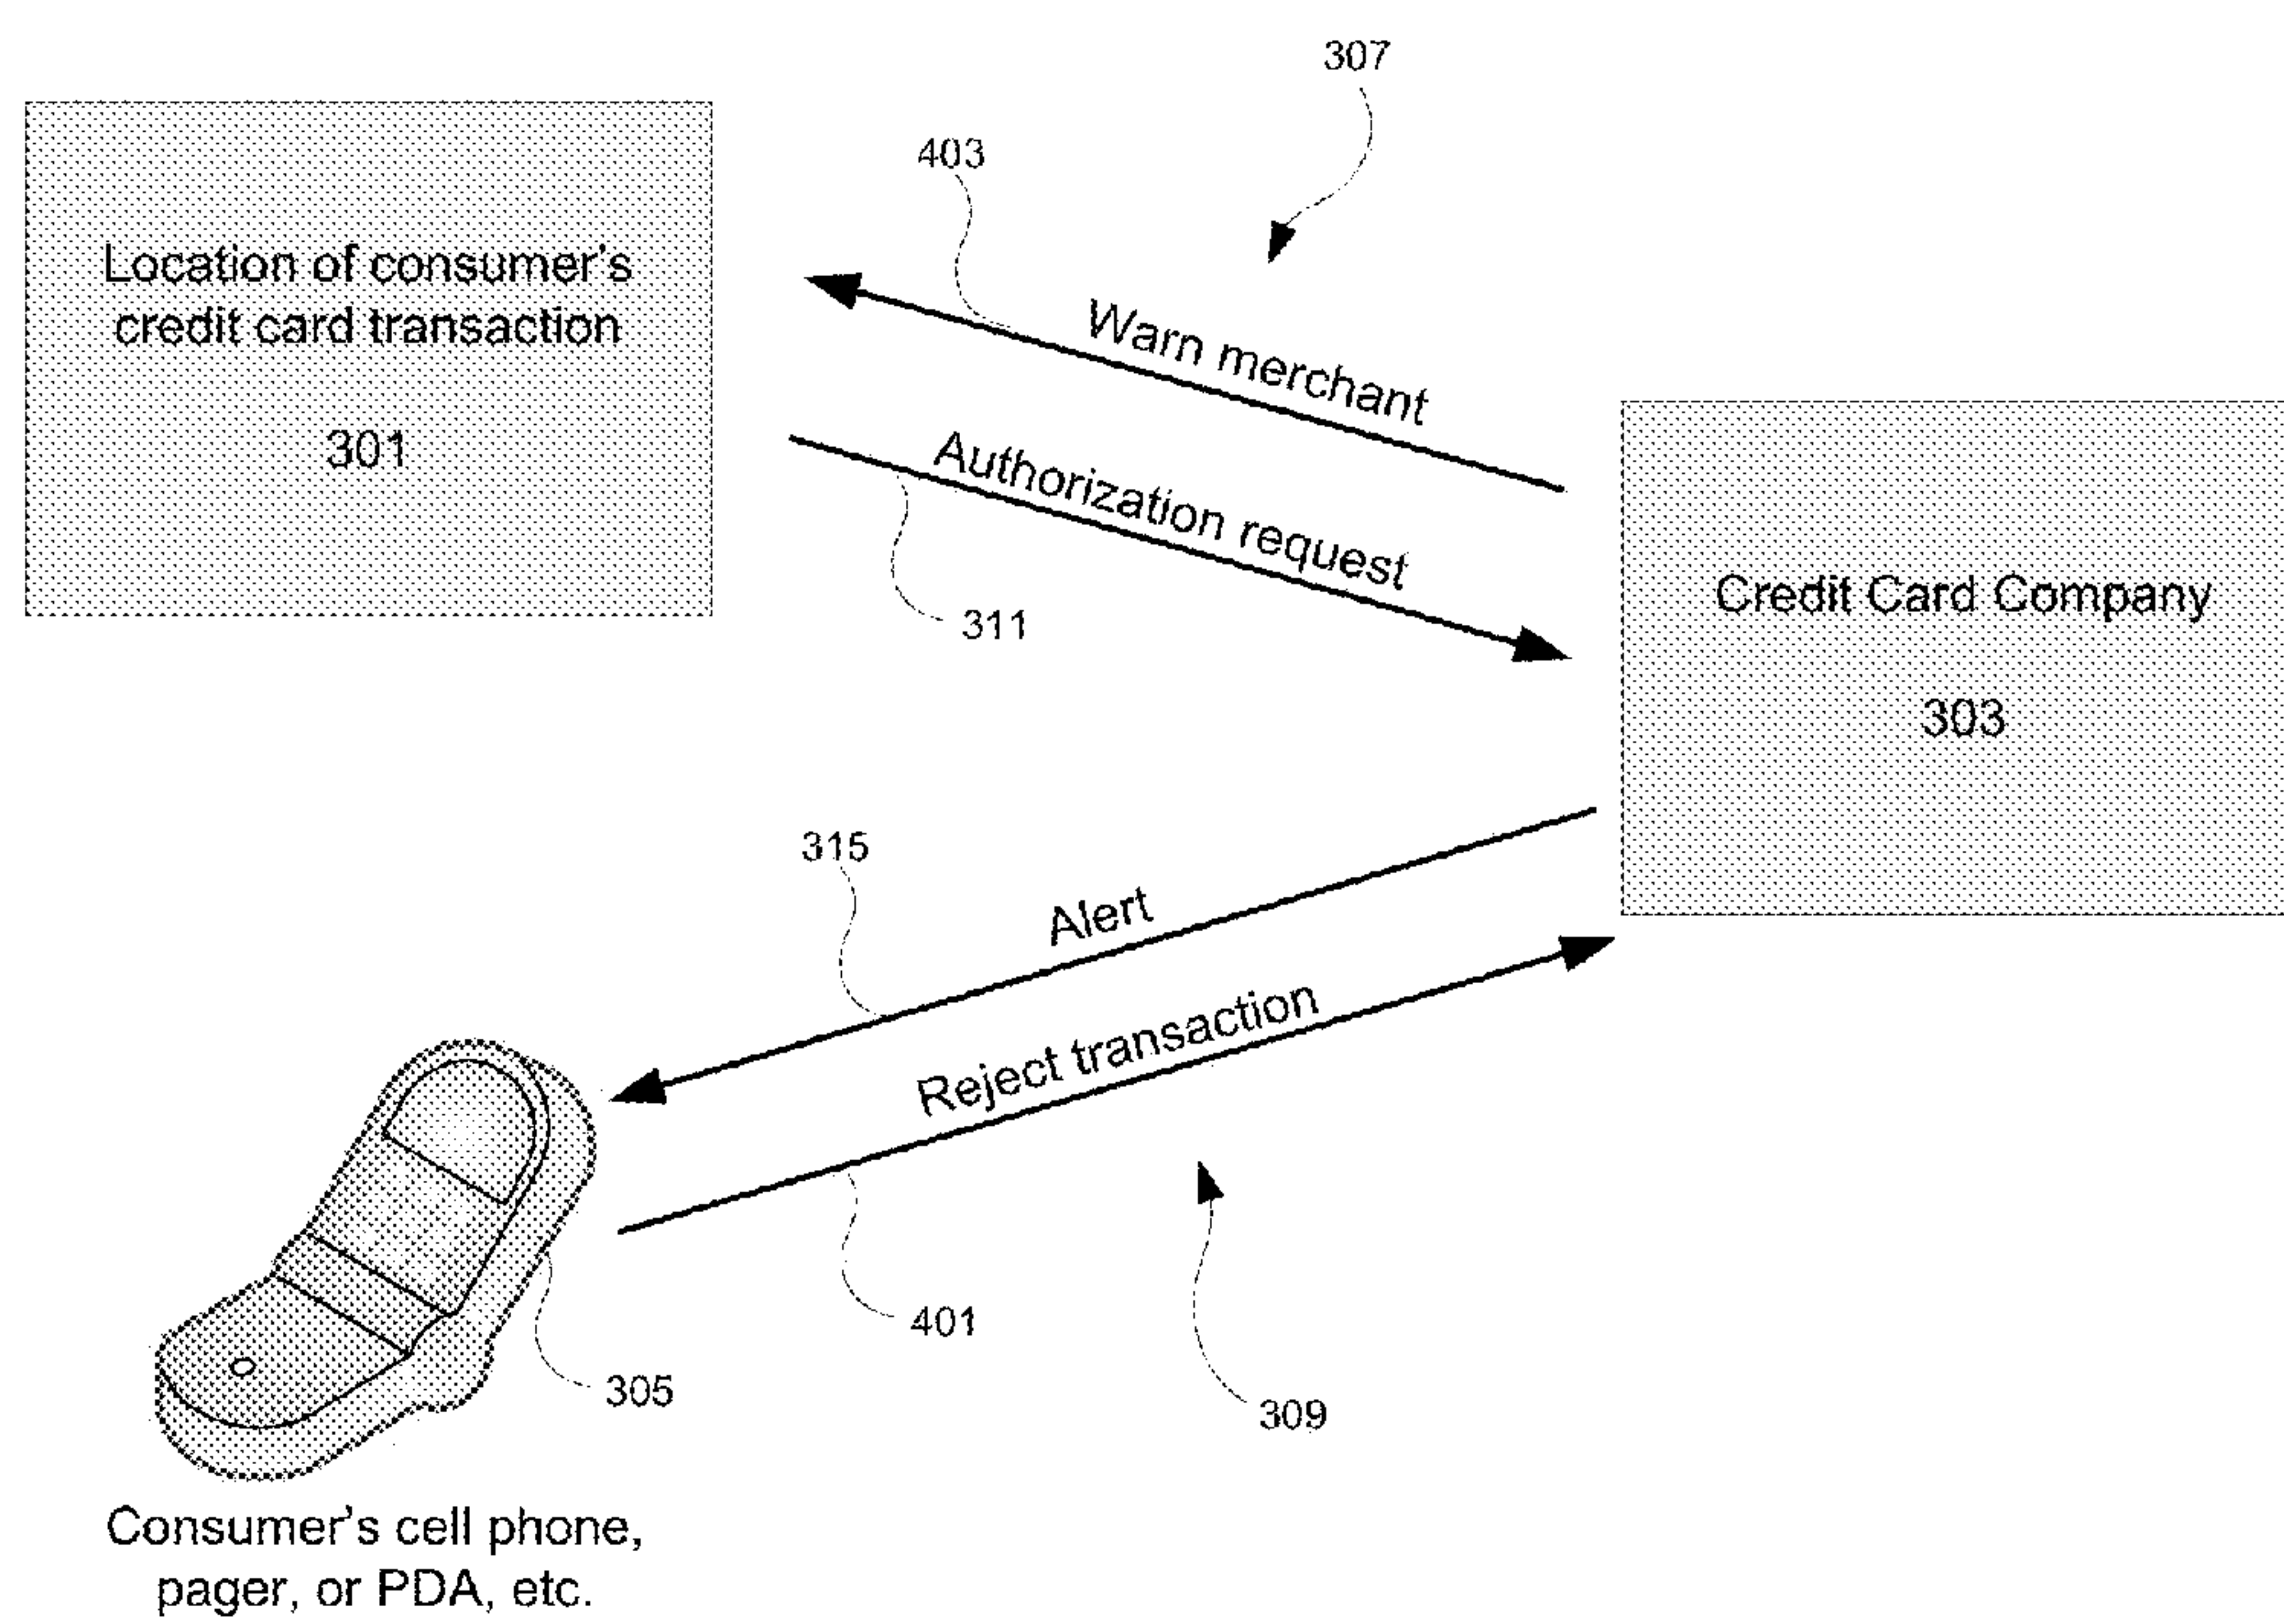 307
403
Location of consumer's
credit card transaction
301
Warn merchant
Authorization request
311
Credit Card Company
303
315
Alert
Reject transaction
401
305
309
Consumer's cell phone,
pager, or PDA, etc.